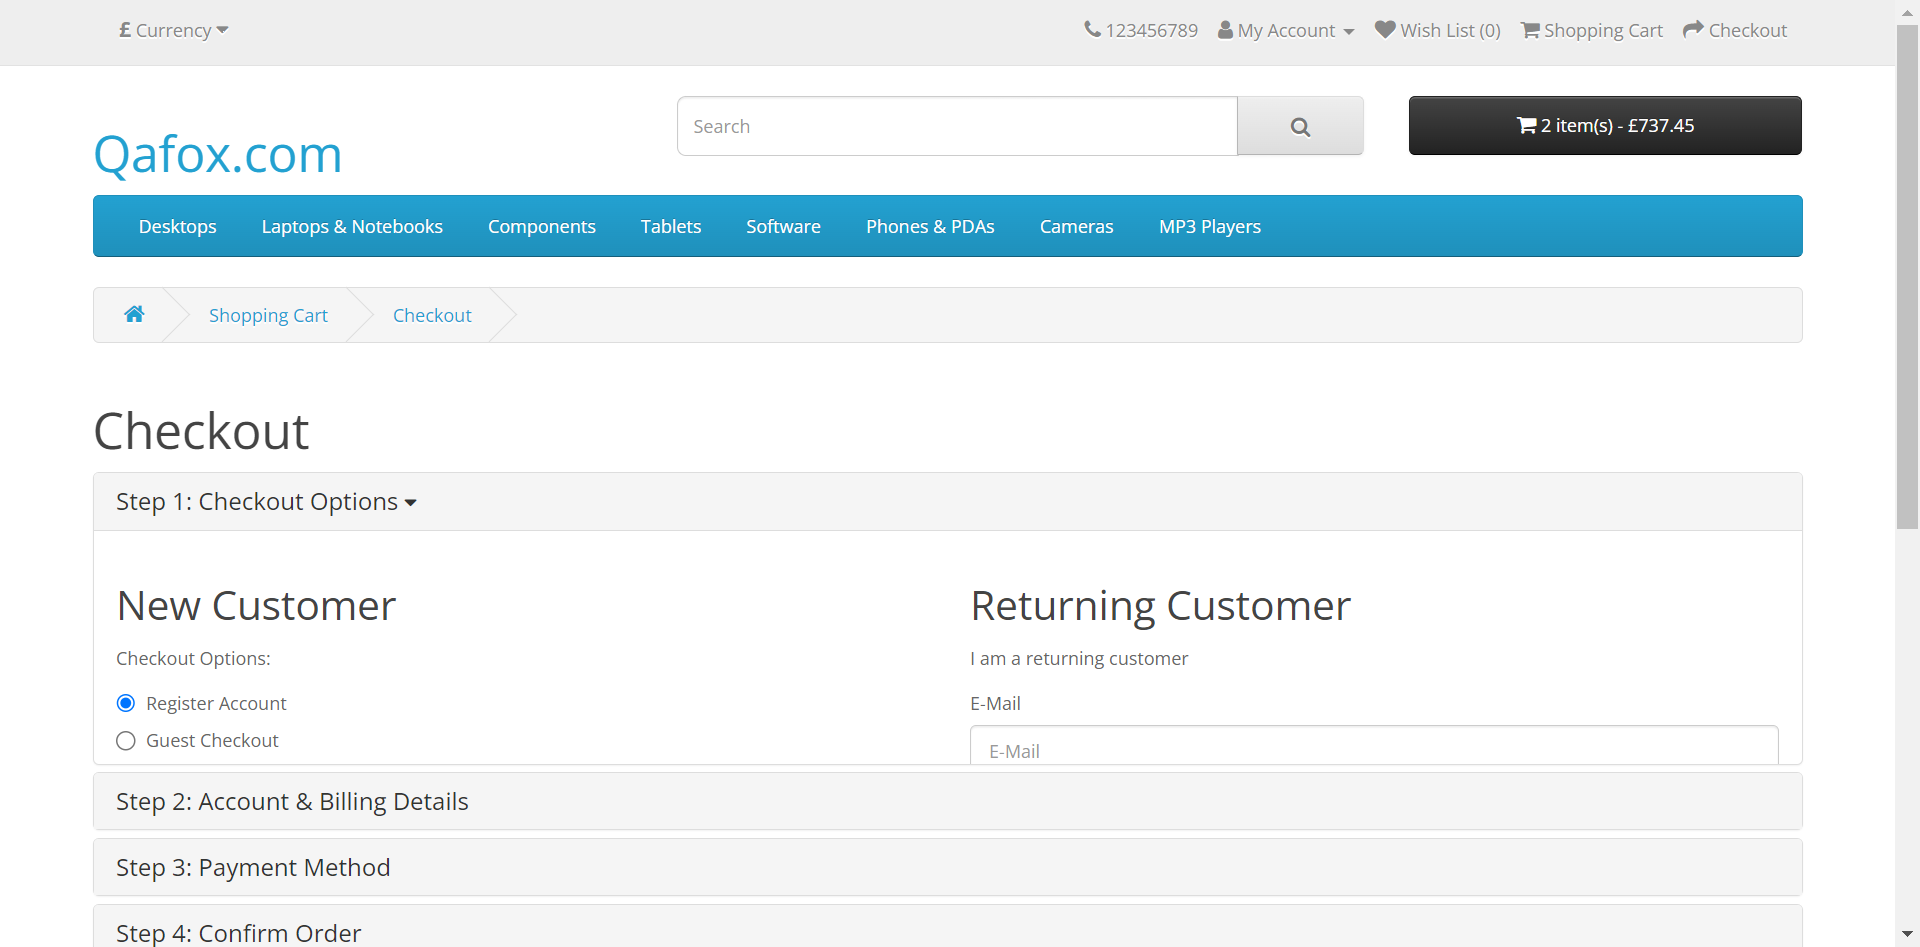 £ Currency
123456789 My Account Wish List (0) Shopping Cart Checkout
Qafox.com
Search
2 item(s) - £737.45
Desktops Laptops & Notebooks Components Tablets Software Phones & PDAs Cameras MP3 Players
Shopping Cart Checkout
Checkout
Step 1: Checkout Options
New Customer
Checkout Options:
Register Account
Guest Checkout
Returning Customer
I am a returning customer
E-Mail
E-Mail
Step 2: Account & Billing Details
Step 3: Payment Method
Step 4: Confirm Order